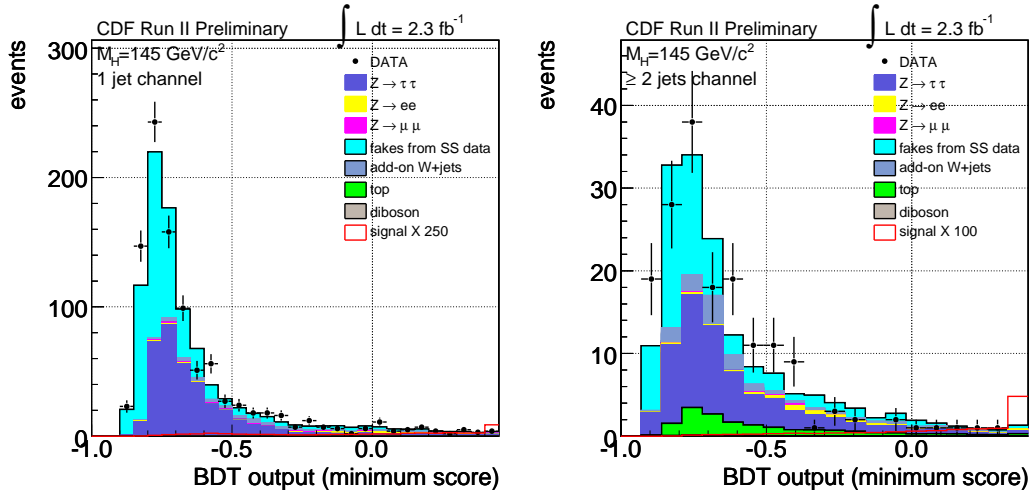 CDF Run II Preliminary
∫ L dt = 2.3 fb⁻¹
M_H=145 GeV/c²
1 jet channel
events
300
200
100
0
-1.0
-0.5
0.0
BDT output (minimum score)
DATA
Z → τ τ
Z → ee
Z → μ μ
fakes from SS data
add-on W+jets
top
diboson
signal X 250
CDF Run II Preliminary
∫ L dt = 2.3 fb⁻¹
M_H=145 GeV/c²
≥ 2 jets channel
events
40
30
20
10
0
-1.0
-0.5
0.0
BDT output (minimum score)
DATA
Z → τ τ
Z → ee
Z → μ μ
fakes from SS data
add-on W+jets
top
diboson
signal X 100